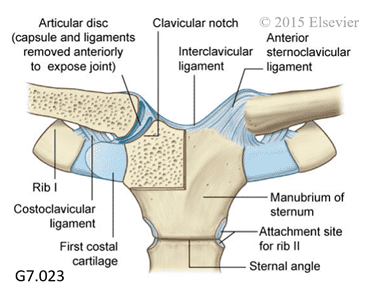 © 2015 Elsevier
Articular disc
(capsule and ligaments
removed anteriorly
to expose joint)
Clavicular notch
Interclavicular
ligament
Anterior
sternoclavicular
ligament
Rib I
Costoclavicular
ligament
First costal
cartilage
Manubrium of
sternum
Attachment site
for rib II
Sternal angle
G7.023